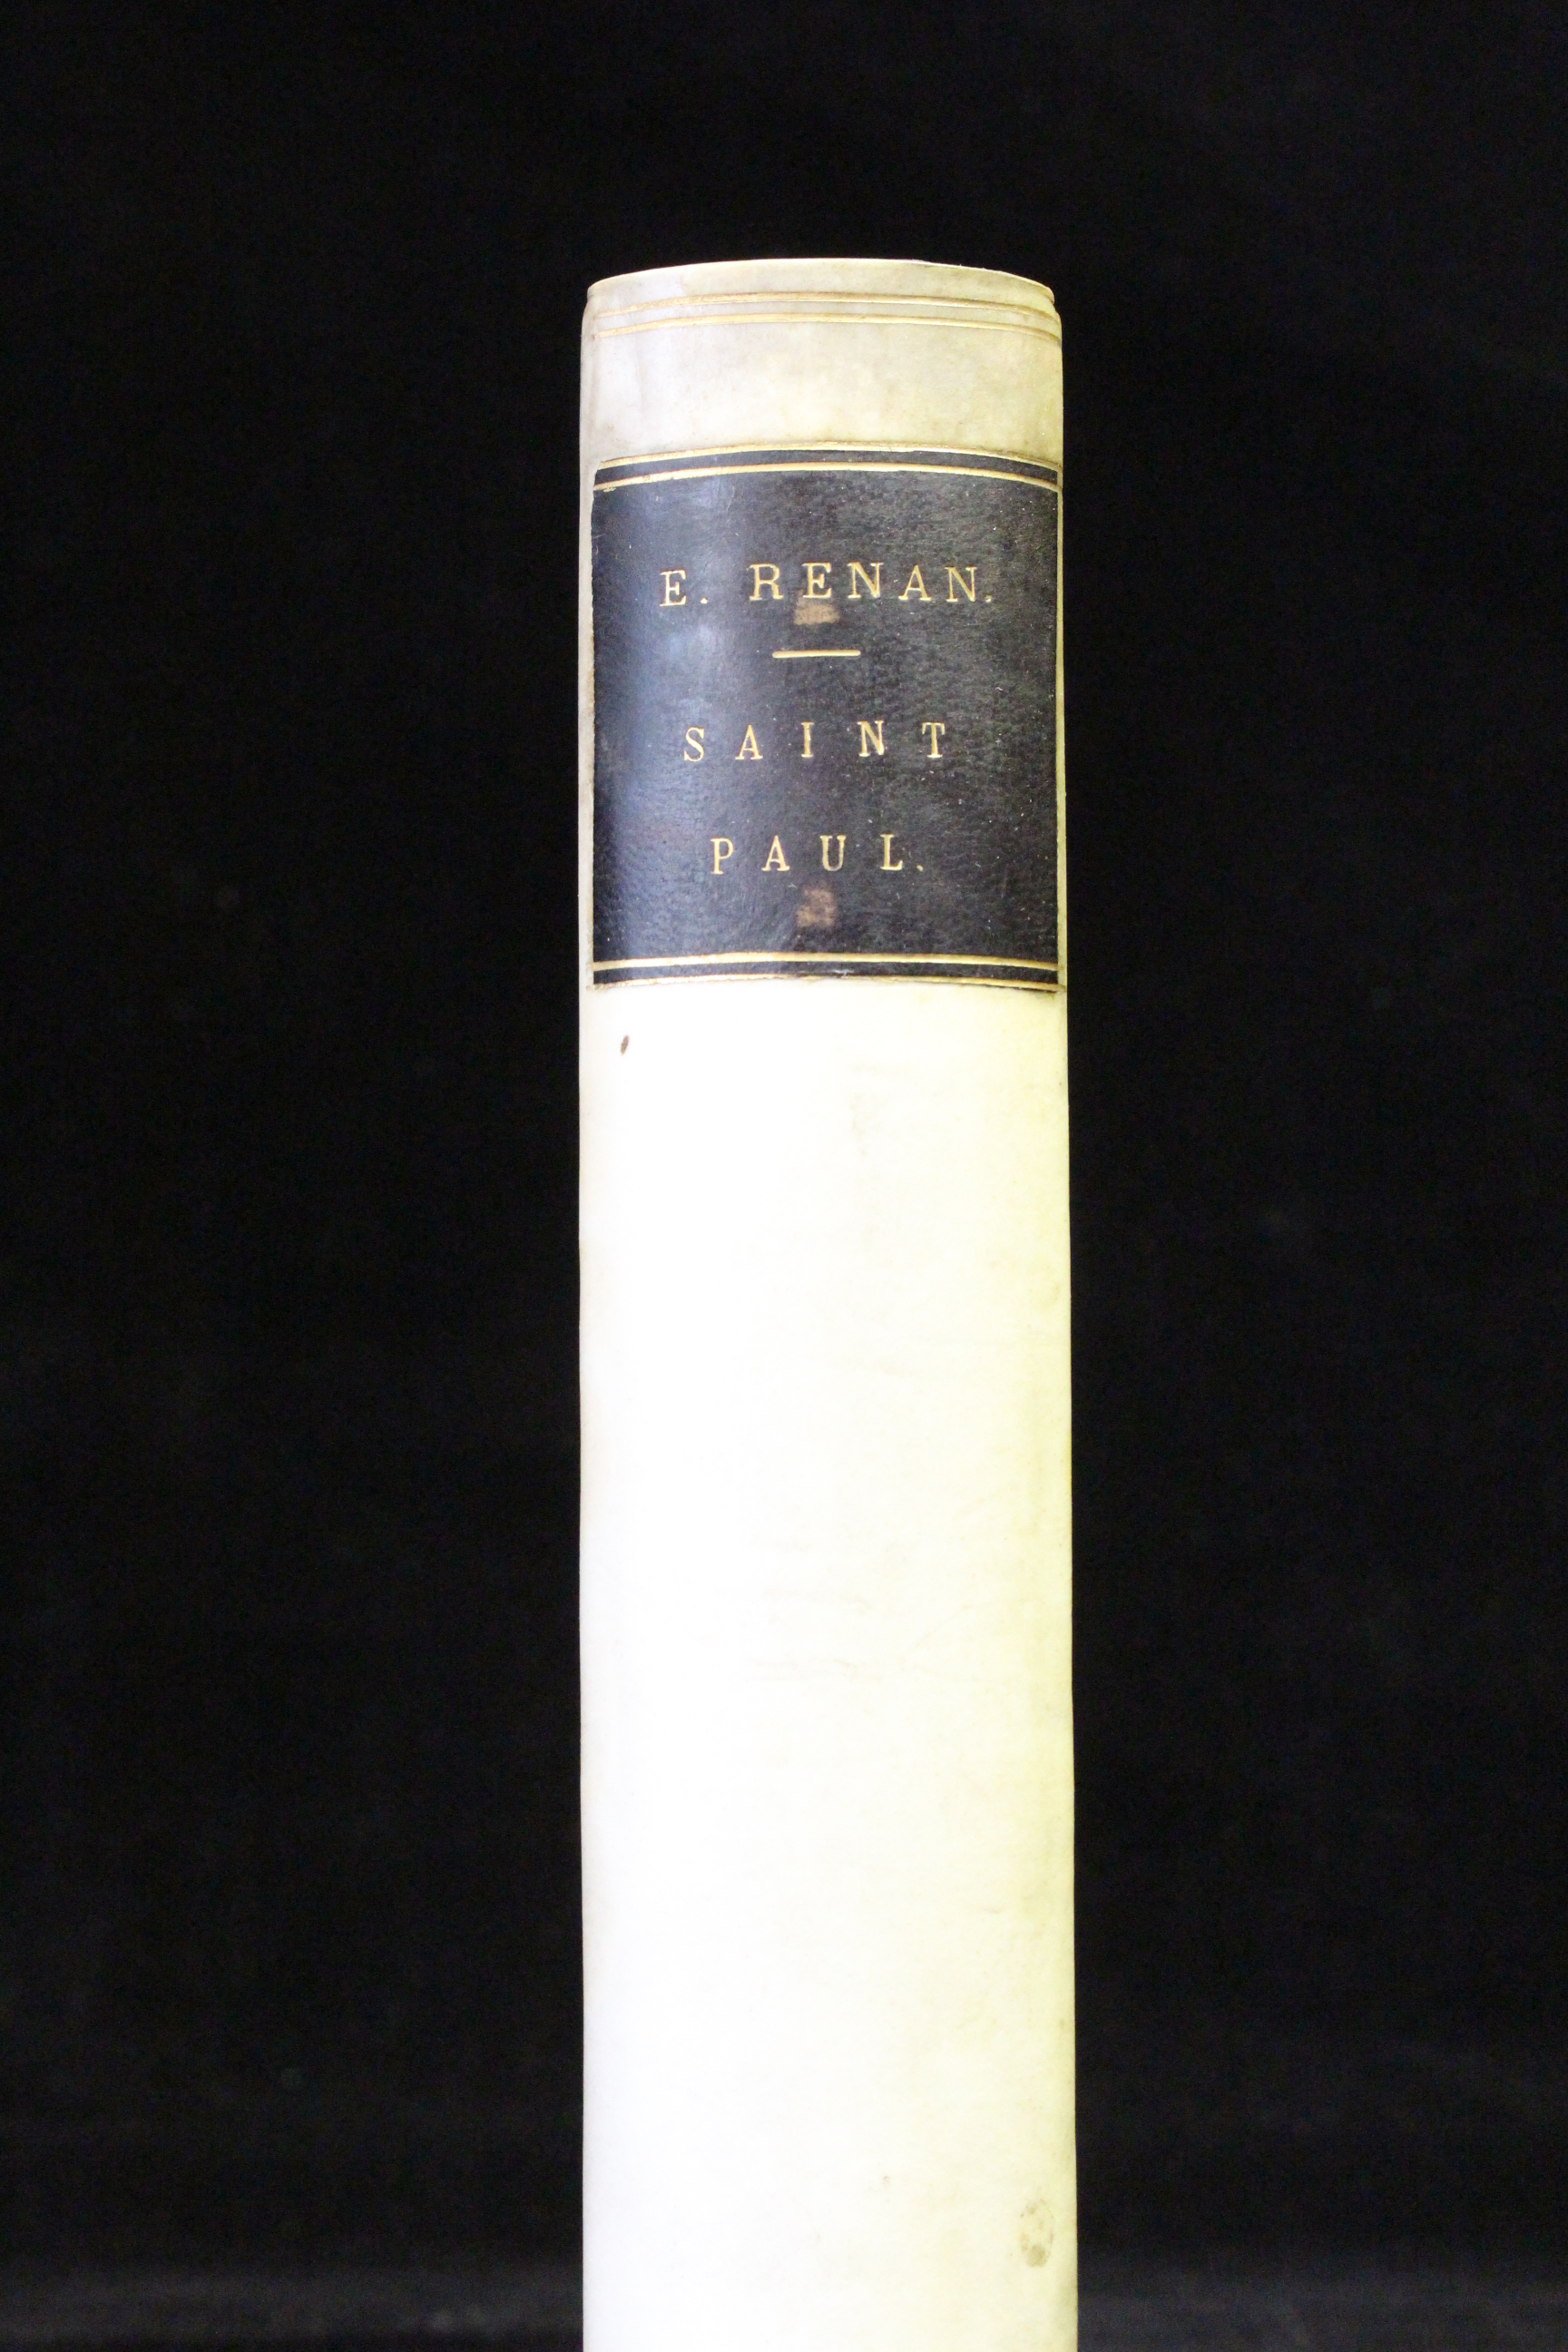 E. RENAN.
SAINT
PAUL.